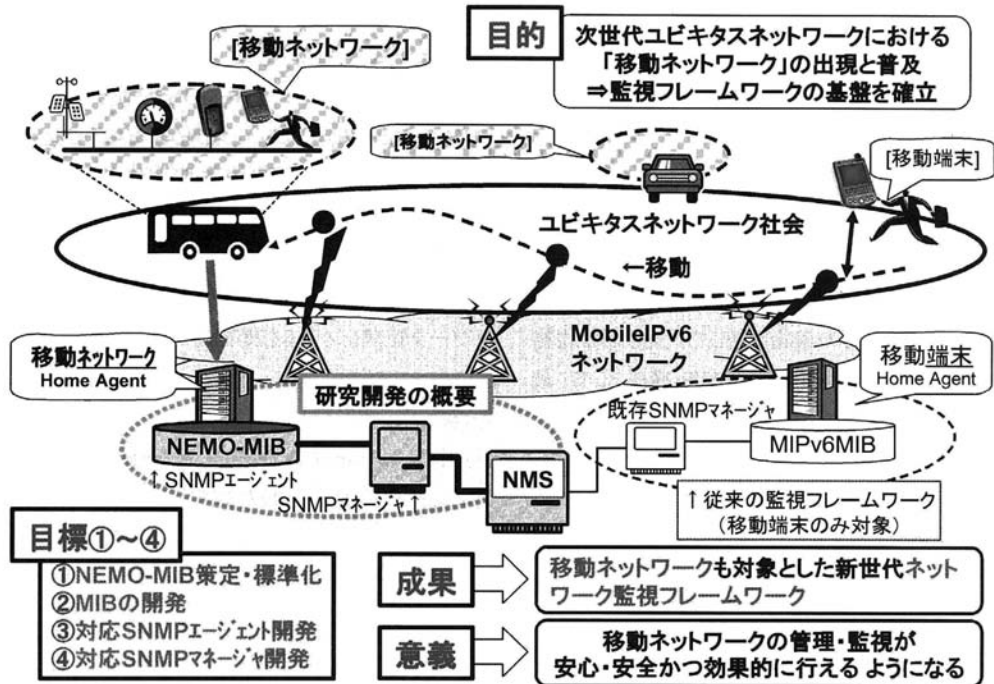 [移動ネットワーク]
目的
次世代ユビキタスネットワークにおける
「移動ネットワーク」の出現と普及
⇒監視フレームワークの基盤を確立
[移動ネットワーク]
[移動端末]
ユビキタスネットワーク社会
←移動
MobileIPv6
ネットワーク
移動ネットワーク
Home Agent
移動端末
Home Agent
研究開発の概要
既存SNMPマネージャ
NEMO-MIB
MIPv6MIB
NMS
↑SNMPエージェント
SNMPマネージャ↑
↑従来の監視フレームワーク
(移動端末のみ対象)
目標①～④
①NEMO-MIB策定・標準化
②MIBの開発
③対応SNMPエージェント開発
④対応SNMPマネージャ開発
成果
移動ネットワークも対象とした新世代ネット
ワーク監視フレームワーク
意義
移動ネットワークの管理・監視が
安心・安全かつ効果的に行えるようになる